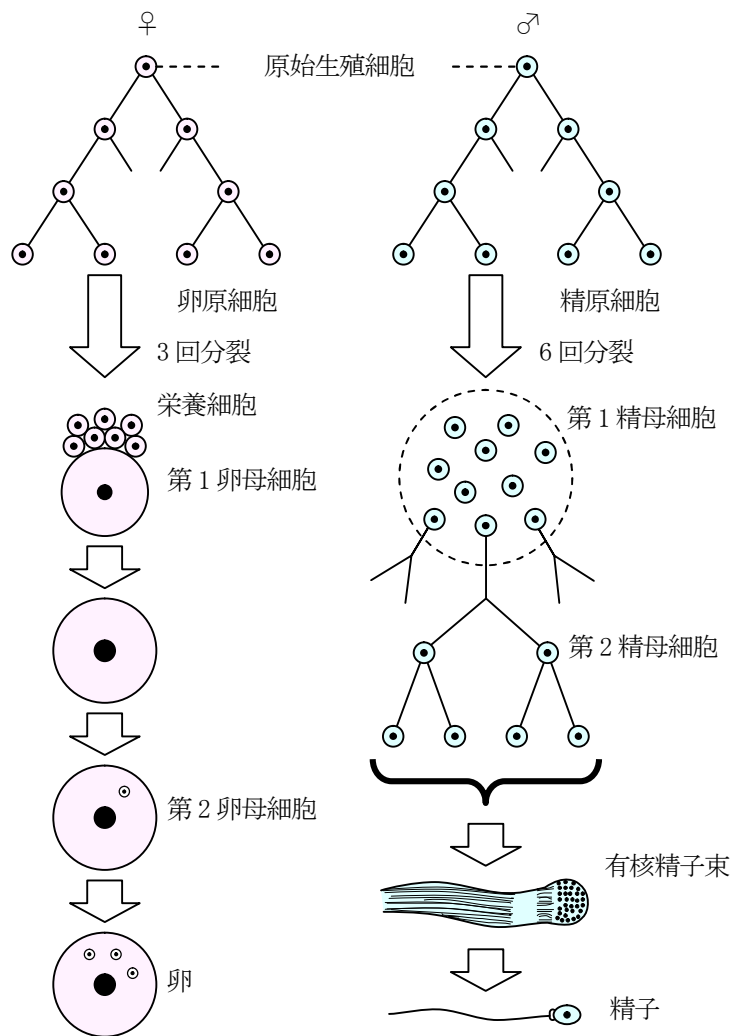 ♀ ♂
原始生殖細胞
卵原細胞
精原細胞
3回分裂
6回分裂
栄養細胞
第1精母細胞
第1卵母細胞
第2精母細胞
第2卵母細胞
有核精子束
卵
精子